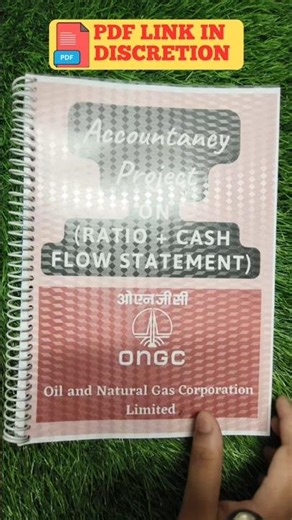 PDF LINK IN
DISCRETION
PDF
Accountancy
Project
ON
(RATIO + CASH
FLOW STATEMENT)
ओएनजीसी
ONGC
Oil and Natural Gas Corporation
Limited